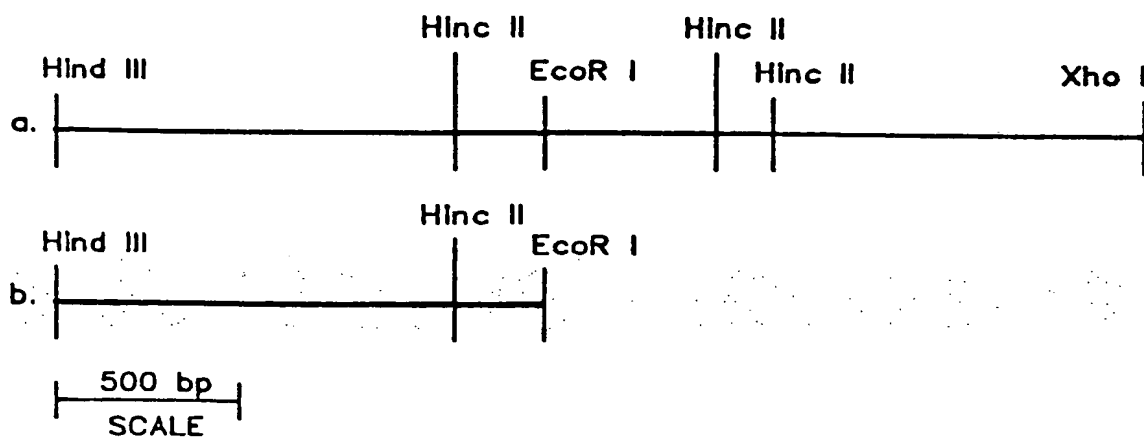 Hinc II Hinc II
Hind III EcoR I Hinc II Xho I
a.
Hinc II
Hind III EcoR I
b.
500 bp
SCALE